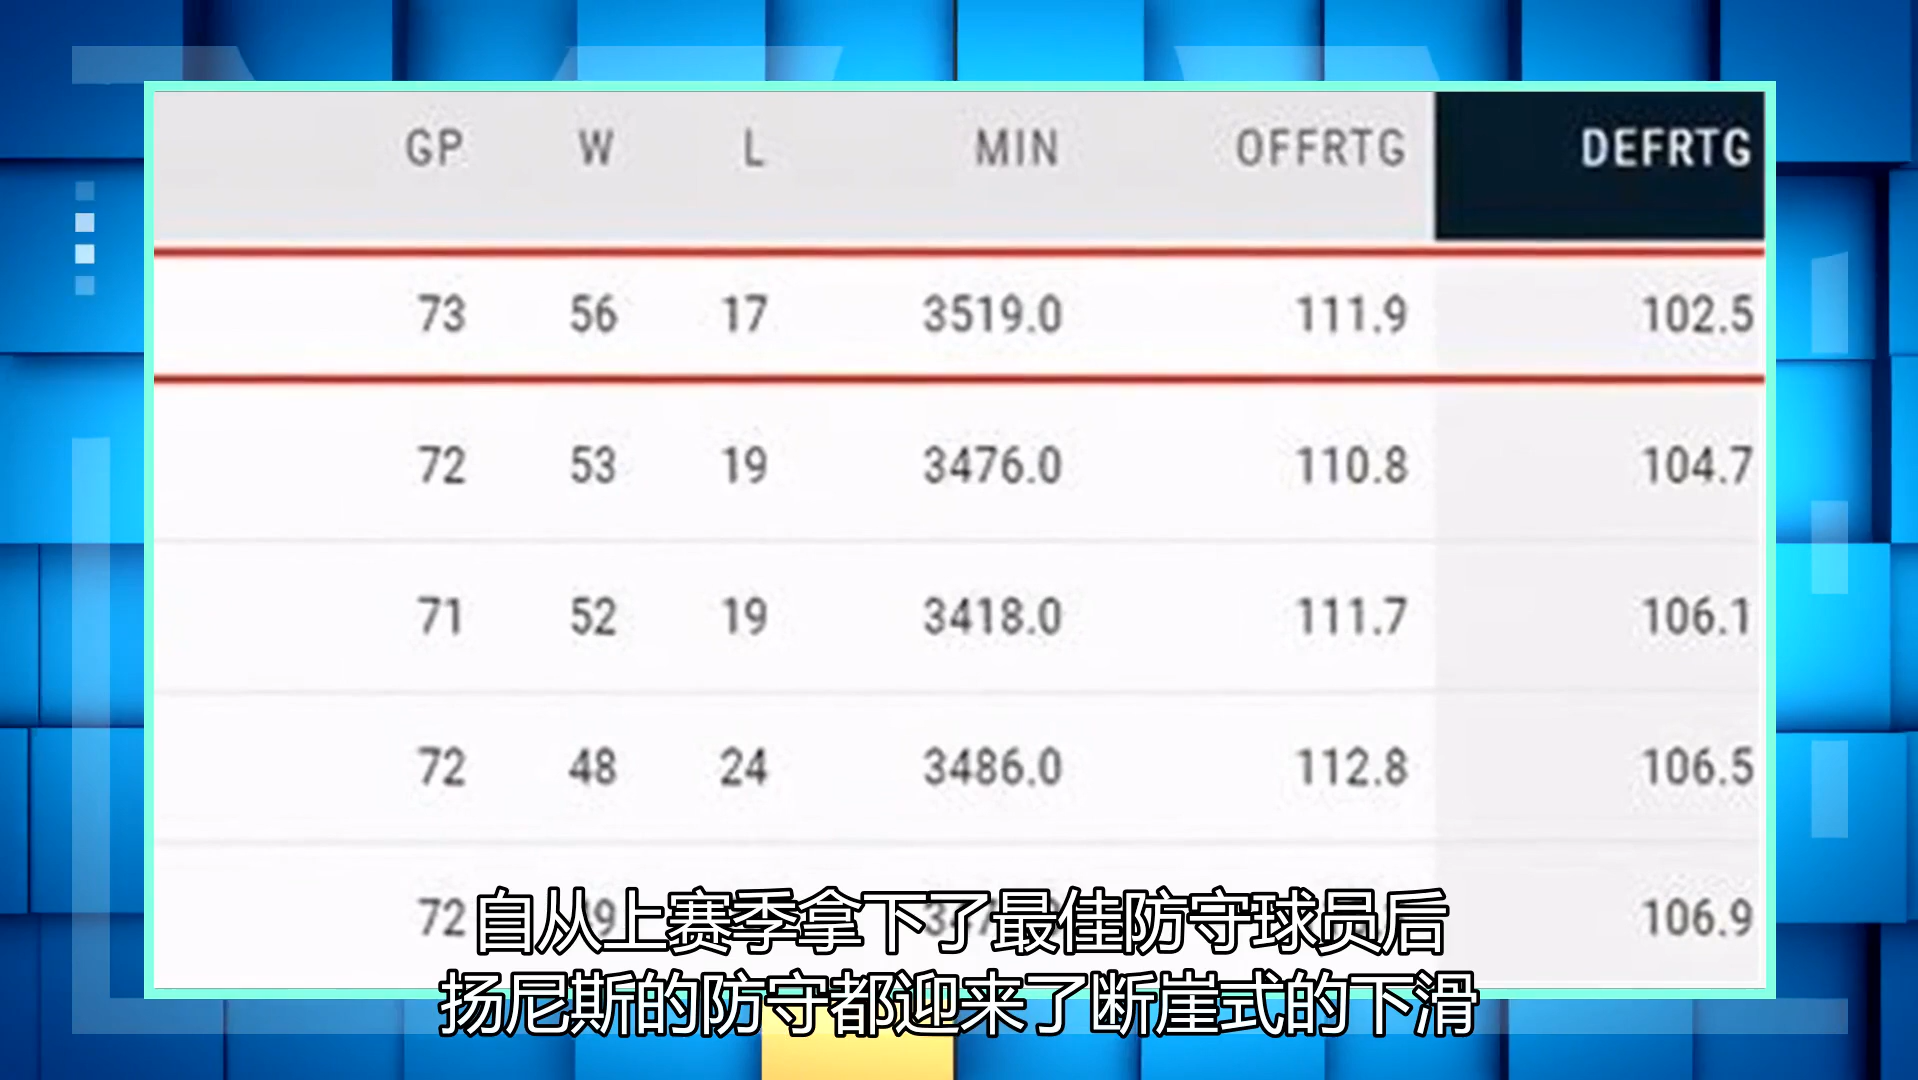 GP W L MIN OFFRTG DEFRTG
73 56 17 3519.0 111.9 102.5
72 53 19 3476.0 110.8 104.7
71 52 19 3418.0 111.7 106.1
72 48 24 3486.0 112.8 106.5
72 106.9
自从上赛季拿下了最佳防守球员后
扬尼斯的防守都迎来了断崖式的下滑